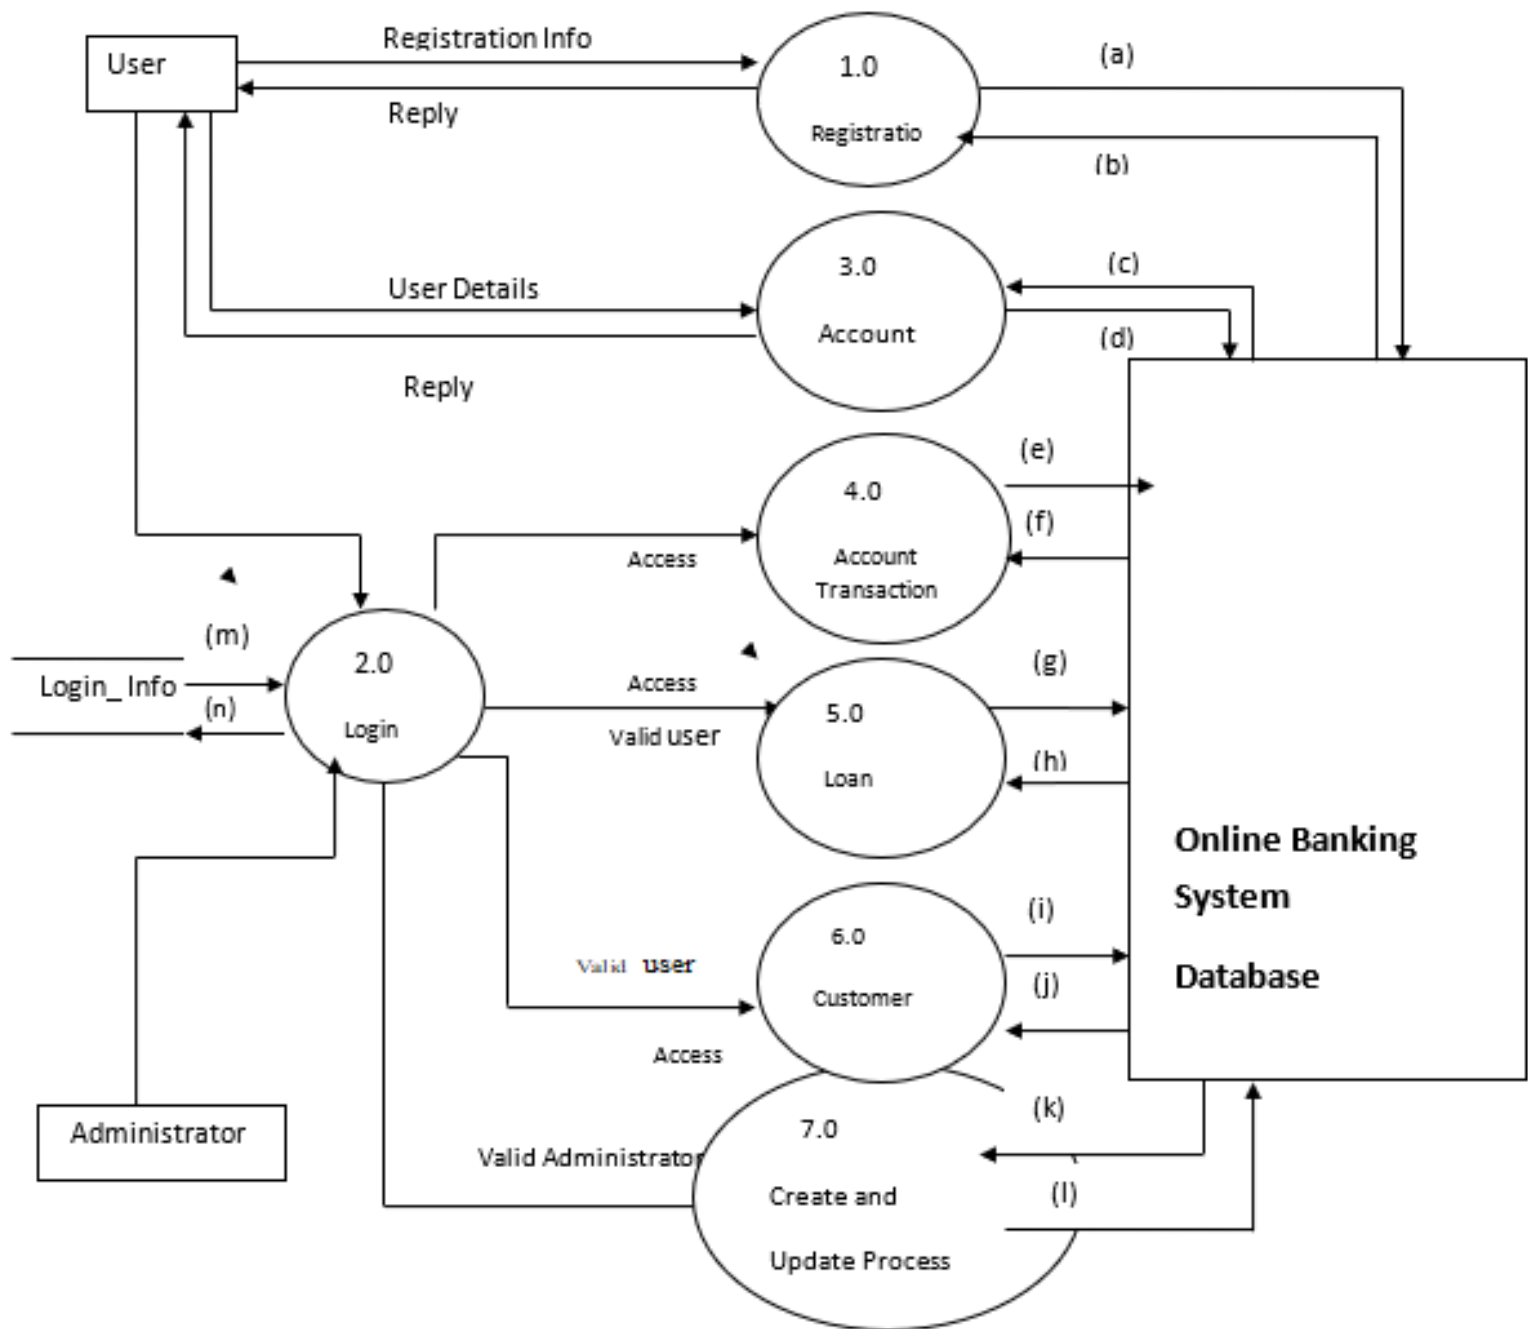 User
Registration Info
Reply
1.0
Registratio
(a)
(b)
User Details
Reply
3.0
Account
(c)
(d)
4.0
Account
Transaction
(e)
(f)
Access
(m)
Login_ Info
(n)
2.0
Login
Access
Valid user
5.0
Loan
(g)
(h)
Online Banking
System
Database
Valid user
Access
6.0
Customer
(i)
(j)
Administrator
Valid Administrator
7.0
Create and
Update Process
(k)
(l)